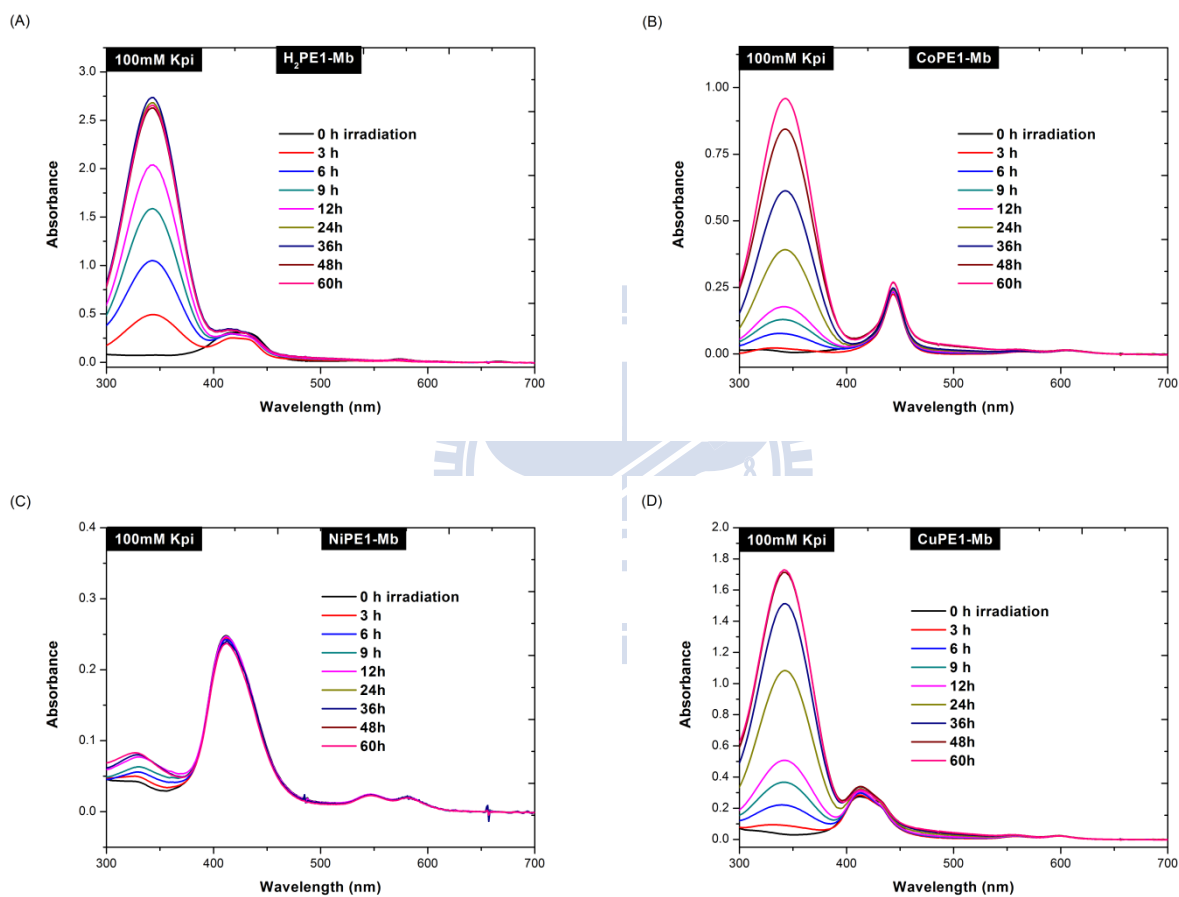 (A)
100mM Kpi
H₂PE1-Mb
3.0
2.5
2.0
1.5
1.0
0.5
0.0
Absorbance
0 h irradiation
3 h
6 h
9 h
12h
24h
36h
48h
60h
300
400
500
600
700
Wavelength (nm)
(B)
100mM Kpi
CoPE1-Mb
1.00
0.75
0.50
0.25
0.00
Absorbance
0 h irradiation
3 h
6 h
9 h
12h
24h
36h
48h
60h
300
400
500
600
700
Wavelength (nm)
(C)
100mM Kpi
NiPE1-Mb
0.4
0.3
0.2
0.1
0.0
Absorbance
0 h irradiation
3 h
6 h
9 h
12h
24h
36h
48h
60h
300
400
500
600
700
Wavelength (nm)
(D)
100mM Kpi
CuPE1-Mb
2.0
1.8
1.6
1.4
1.2
1.0
0.8
0.6
0.4
0.2
0.0
Absorbance
0 h irradiation
3 h
6 h
9 h
12h
24h
36h
48h
60h
300
400
500
600
700
Wavelength (nm)